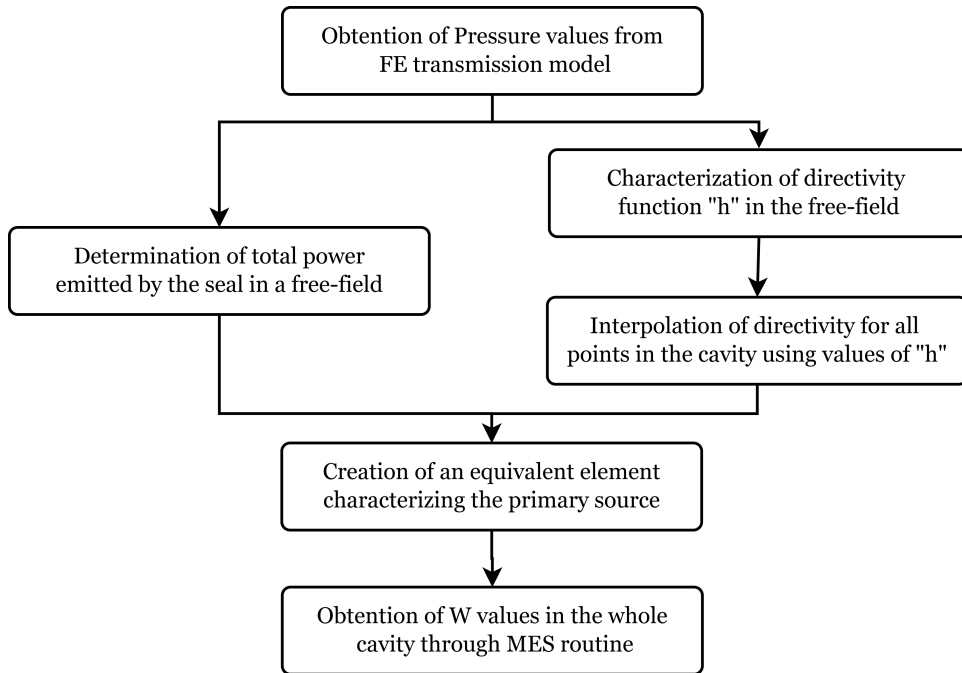 Obtention of Pressure values from
FE transmission model
Characterization of directivity
function "h" in the free-field
Determination of total power
emitted by the seal in a free-field
Interpolation of directivity for all
points in the cavity using values of "h"
Creation of an equivalent element
characterizing the primary source
Obtention of W values in the whole
cavity through MES routine